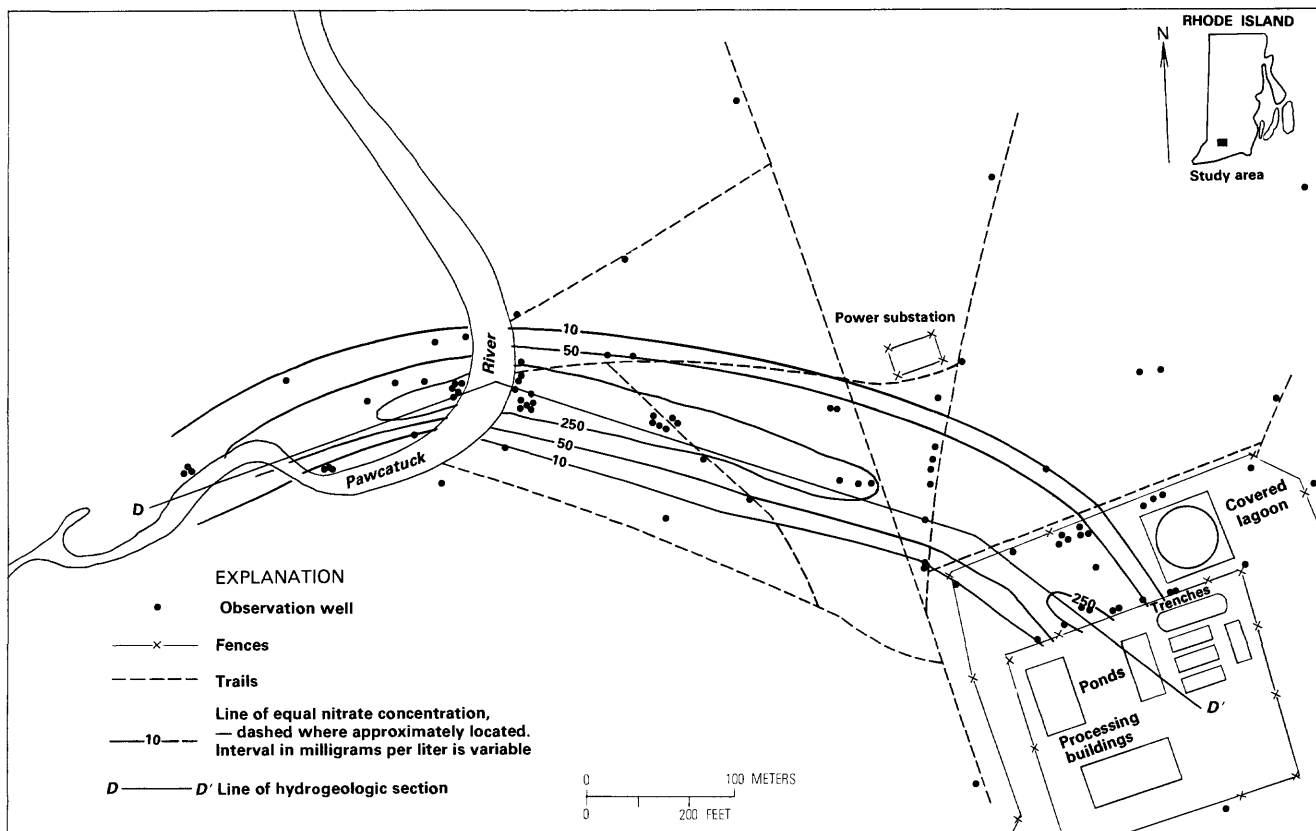 RHODE ISLAND
N
Study area
Power substation
10
50
River
250
50
10
Pawcatuck
D
Covered
lagoon
250
Trenches
Ponds
D'
Processing
buildings
EXPLANATION
Observation well
Fences
Trails
10
Line of equal nitrate concentration,
— dashed where approximately located.
Interval in milligrams per liter is variable
D D' Line of hydrogeologic section
0 100 METERS
0 200 FEET